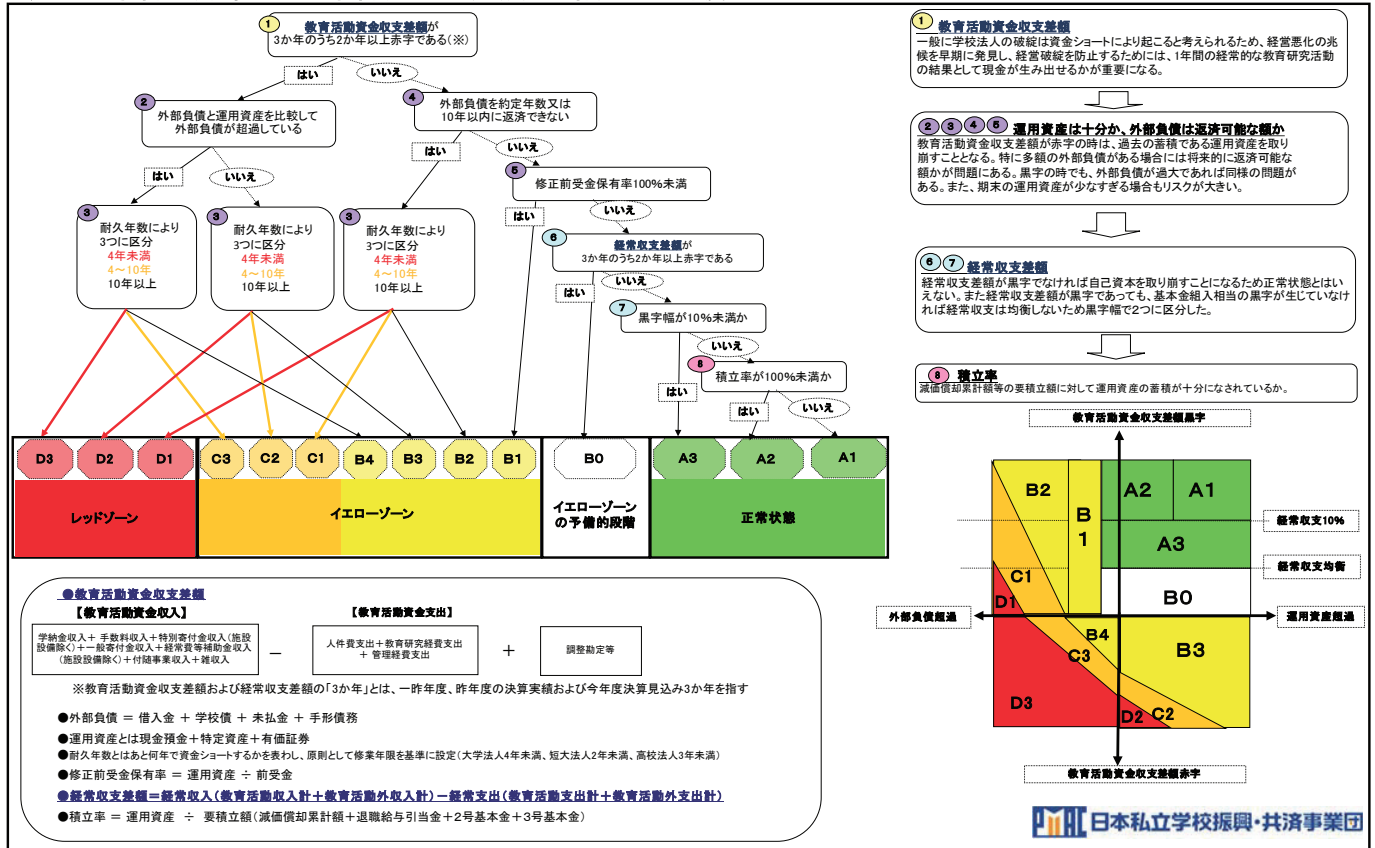 1
教育活動資金収支差額が
3か年のうち2か年以上赤字である(※)
はい
いいえ
2
外部負債と運用資産を比較して
外部負債が超過している
4
外部負債を約定年数又は
10年以内に返済できない
はい
いいえ
はい
いいえ
5
修正前受金保有率100%未満
はい
いいえ
3
耐久年数により
3つに区分
4年未満
4～10年
10年以上
3
耐久年数により
3つに区分
4年未満
4～10年
10年以上
3
耐久年数により
3つに区分
4年未満
4～10年
10年以上
6
経常収支差額が
3か年のうち2か年以上赤字である
はい
いいえ
7
黒字幅が10%未満か
はい
いいえ
8
積立率が100%未満か
はい
いいえ
D3 D2 D1 C3 C2 C1 B4 B3 B2 B1 B0 A3 A2 A1
レッドゾーン
イエローゾーン
イエローゾーン
の予備的段階
正常状態
●教育活動資金収支差額
【教育活動資金収入】
【教育活動資金支出】
学納金収入＋ 手数料収入＋特別寄付金収入(施設
設備除く)＋一般寄付金収入＋経常費等補助金収入
(施設設備除く)＋付随事業収入＋雑収入
－
人件費支出＋教育研究経費支出
＋ 管理経費支出
＋
調整勘定等
※教育活動資金収支差額および経常収支差額の「3か年」とは、一昨年度、昨年度の決算実績および今年度決算見込み3か年を指す
●外部負債 ＝ 借入金 ＋ 学校債 ＋ 未払金 ＋ 手形債務
●運用資産とは現金預金＋特定資産＋有価証券
●耐久年数とはあと何年で資金ショートするかを表わし、原則として修業年限を基準に設定(大学法人4年未満、短大法人2年未満、高校法人3年未満)
●修正前受金保有率 ＝ 運用資産 ÷ 前受金
●経常収支差額＝経常収入(教育活動収入計＋教育活動外収入計)－経常支出(教育活動支出計＋教育活動外支出計)
●積立率 ＝ 運用資産 ÷ 要積立額(減価償却累計額＋退職給与引当金＋2号基本金＋3号基本金)
1 教育活動資金収支差額
一般に学校法人の破綻は資金ショートにより起こると考えられるため、経営悪化の兆
候を早期に発見し、経営破綻を防止するためには、1年間の経常的な教育研究活動
の結果として現金が生み出せるかが重要になる。
2 3 4 5 運用資産は十分か、外部負債は返済可能な額か
教育活動資金収支差額が赤字の時は、過去の蓄積である運用資産を取り
崩すこととなる。特に多額の外部負債がある場合には将来的に返済可能な
額かが問題にある。黒字の時でも、外部負債が過大であれば同様の問題が
ある。また、期末の運用資産が少なすぎる場合もリスクが大きい。
6 7 経常収支差額
経常収支差額が黒字でなければ自己資本を取り崩すことになるため正常状態とはい
えない。また経常収支差額が黒字であっても、基本金組入相当の黒字が生じていなけ
れば経常収支は均衡しないため黒字幅で2つに区分した。
8 積立率
減価償却累計額等の要積立額に対して運用資産の蓄積が十分になされているか。
教育活動資金収支差額黒字
B2
B
1
A2
A1
経常収支10%
A3
経常収支均衡
C1
D1
B0
外部負債超過
運用資産超過
B4
C3
B3
D3
D2
C2
教育活動資金収支差額赤字
日本私立学校振興・共済事業団